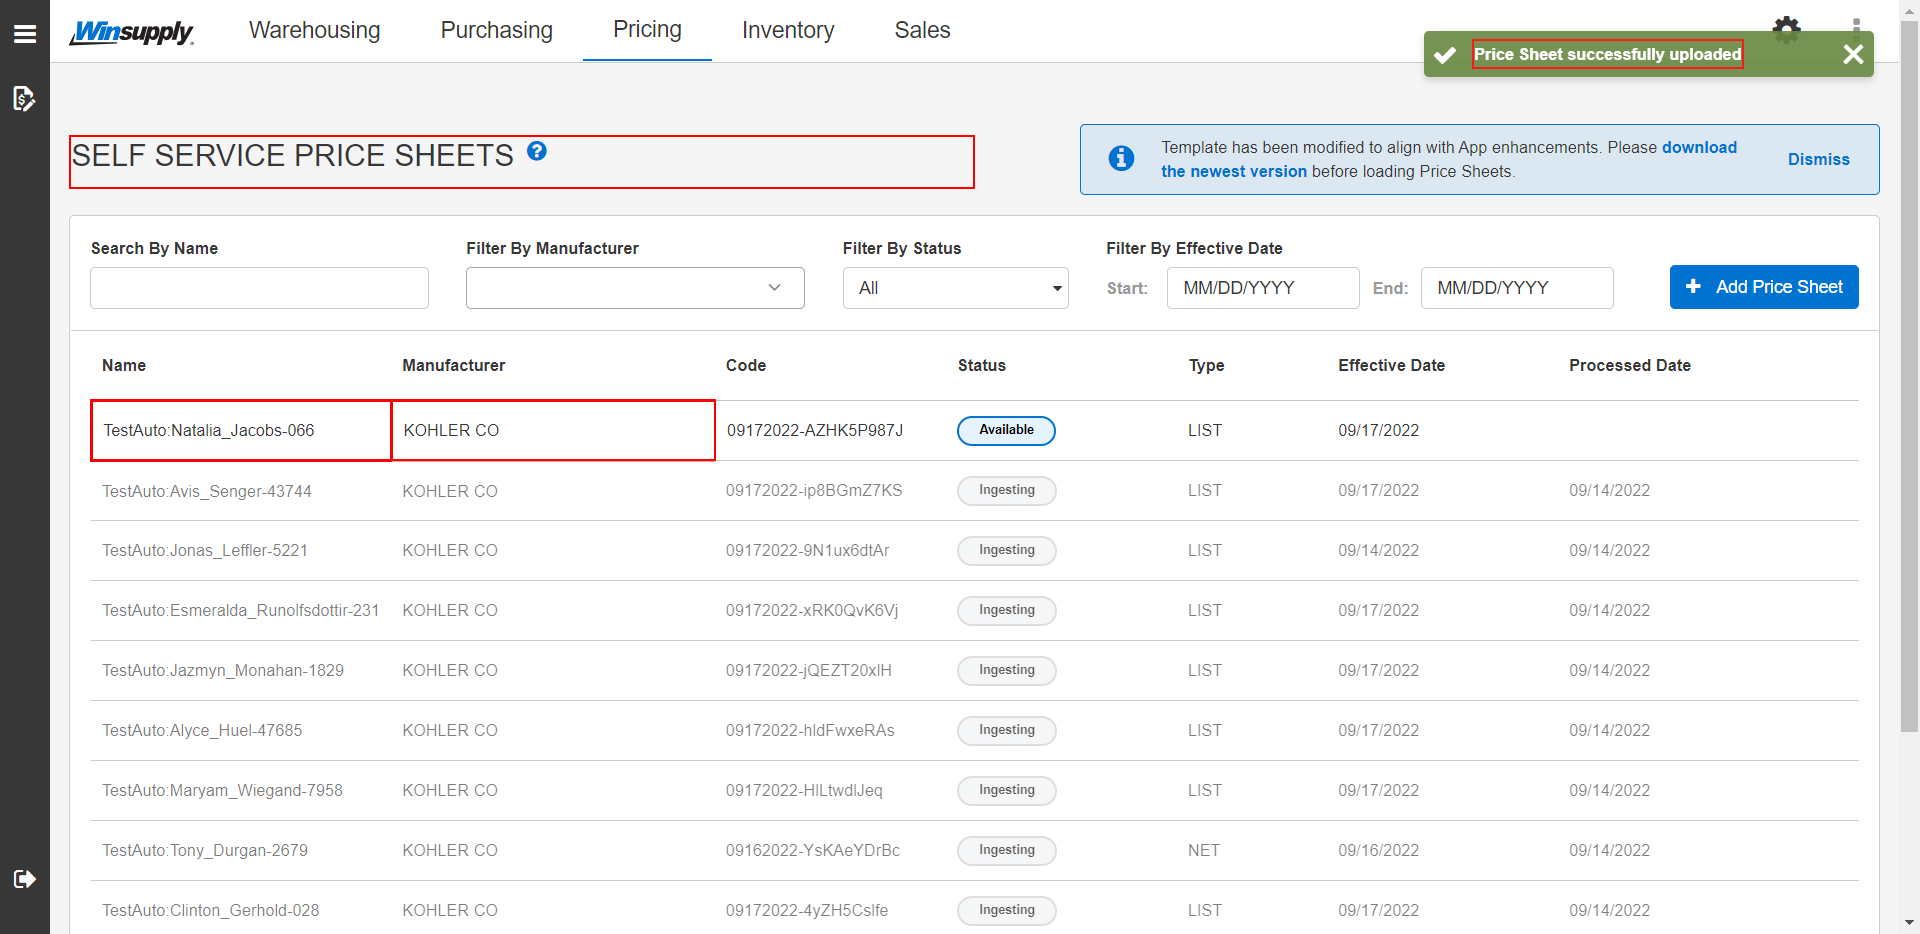 Winsupply
Warehousing
Purchasing
Pricing
Inventory
Sales
Price Sheet successfully uploaded
SELF SERVICE PRICE SHEETS
Template has been modified to align with App enhancements. Please download
the newest version before loading Price Sheets.
Dismiss
Search By Name
Filter By Manufacturer
Filter By Status
Filter By Effective Date
All
Start: MM/DD/YYYY End: MM/DD/YYYY
Add Price Sheet
Name Manufacturer Code Status Type Effective Date Processed Date
TestAuto:Natalia_Jacobs-066 KOHLER CO 09172022-AZHK5P987J Available LIST 09/17/2022
TestAuto:Avis_Senger-43744 KOHLER CO 09172022-ip8BGmZ7KS Ingesting LIST 09/17/2022 09/14/2022
TestAuto:Jonas_Leffler-5221 KOHLER CO 09172022-9N1ux6dtAr Ingesting LIST 09/14/2022 09/14/2022
TestAuto:Esmeralda_Runolfsdottir-231 KOHLER CO 09172022-xRK0QvK6Vj Ingesting LIST 09/17/2022 09/14/2022
TestAuto:Jazmyn_Monahan-1829 KOHLER CO 09172022-jQEZT20xlH Ingesting LIST 09/17/2022 09/14/2022
TestAuto:Alyce_Huel-47685 KOHLER CO 09172022-hldFwxeRAs Ingesting LIST 09/17/2022 09/14/2022
TestAuto:Maryam_Wiegand-7958 KOHLER CO 09172022-HlLtwdlJeq Ingesting LIST 09/17/2022 09/14/2022
TestAuto:Tony_Durgan-2679 KOHLER CO 09162022-YsKAeYDrBc Ingesting NET 09/16/2022 09/14/2022
TestAuto:Clinton_Gerhold-028 KOHLER CO 09172022-4yZH5Cslfe Ingesting LIST 09/17/2022 09/14/2022